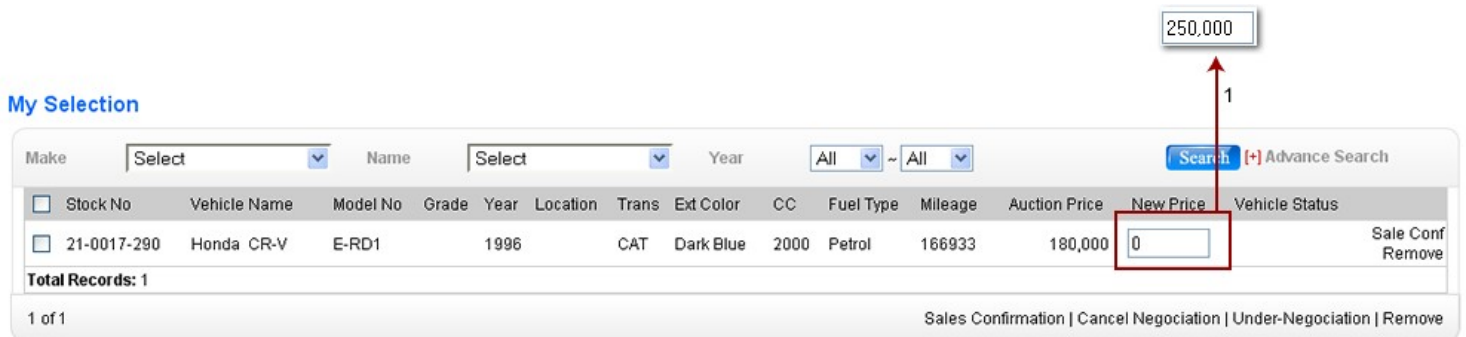 250,000
1
My Selection
Make Select Name Select Year All ~ All Search [+] Advance Search
Stock No Vehicle Name Model No Grade Year Location Trans Ext Color CC Fuel Type Mileage Auction Price New Price Vehicle Status
21-0017-290 Honda CR-V E-RD1 1996 CAT Dark Blue 2000 Petrol 166933 180,000 0 Sale Conf
Remove
Total Records: 1
1 of 1 Sales Confirmation | Cancel Negociation | Under-Negociation | Remove